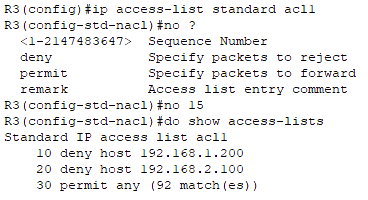 R3(config)#ip access-list standard acl1
R3(config-std-nacl)#no ?
  <1-2147483647>  Sequence Number
  deny            Specify packets to reject
  permit          Specify packets to forward
  remark          Access list entry comment
R3(config-std-nacl)#no 15
R3(config-std-nacl)#do show access-lists
Standard IP access list acl1
    10 deny host 192.168.1.200
    20 deny host 192.168.2.100
    30 permit any (92 match(es))